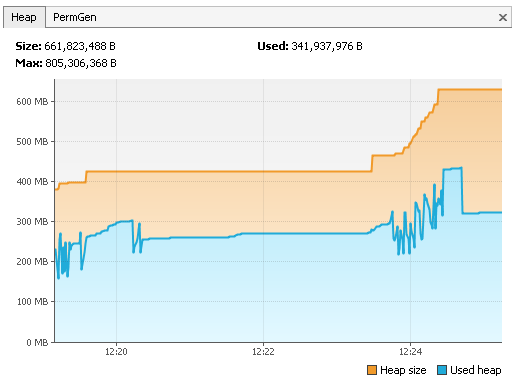 Heap PermGen
Size: 661,823,488 B Used: 341,937,976 B
Max: 805,306,368 B
600 MB
500 MB
400 MB
300 MB
200 MB
100 MB
0 MB
12:20 12:22 12:24
Heap size Used heap